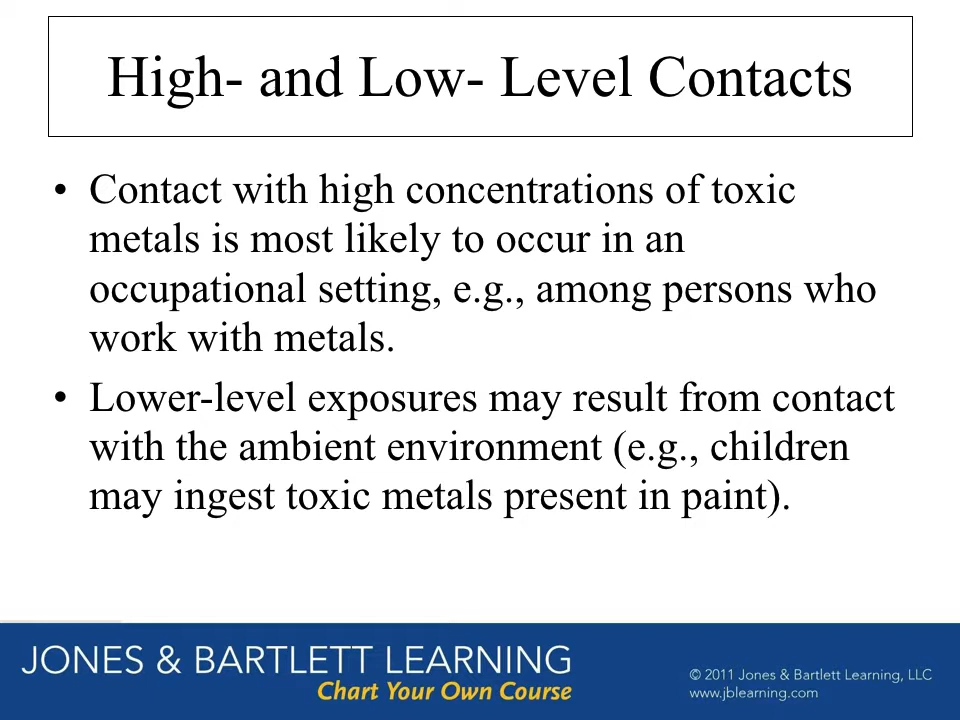 High- and Low- Level Contacts
• Contact with high concentrations of toxic
metals is most likely to occur in an
occupational setting, e.g., among persons who
work with metals.
• Lower-level exposures may result from contact
with the ambient environment (e.g., children
may ingest toxic metals present in paint).
JONES & BARTLETT LEARNING
Chart Your Own Course
© 2011 Jones & Bartlett Learning, LLC
www.jblearning.com